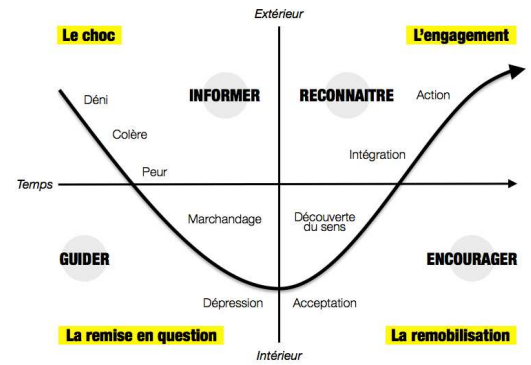 Extérieur
Le choc
L'engagement
Déni
INFORMER
RECONNAITRE
Action
Colère
Intégration
Peur
Temps
Marchandage
Découverte
du sens
GUIDER
ENCOURAGER
Dépression
Acceptation
La remise en question
La remobilisation
Intérieur